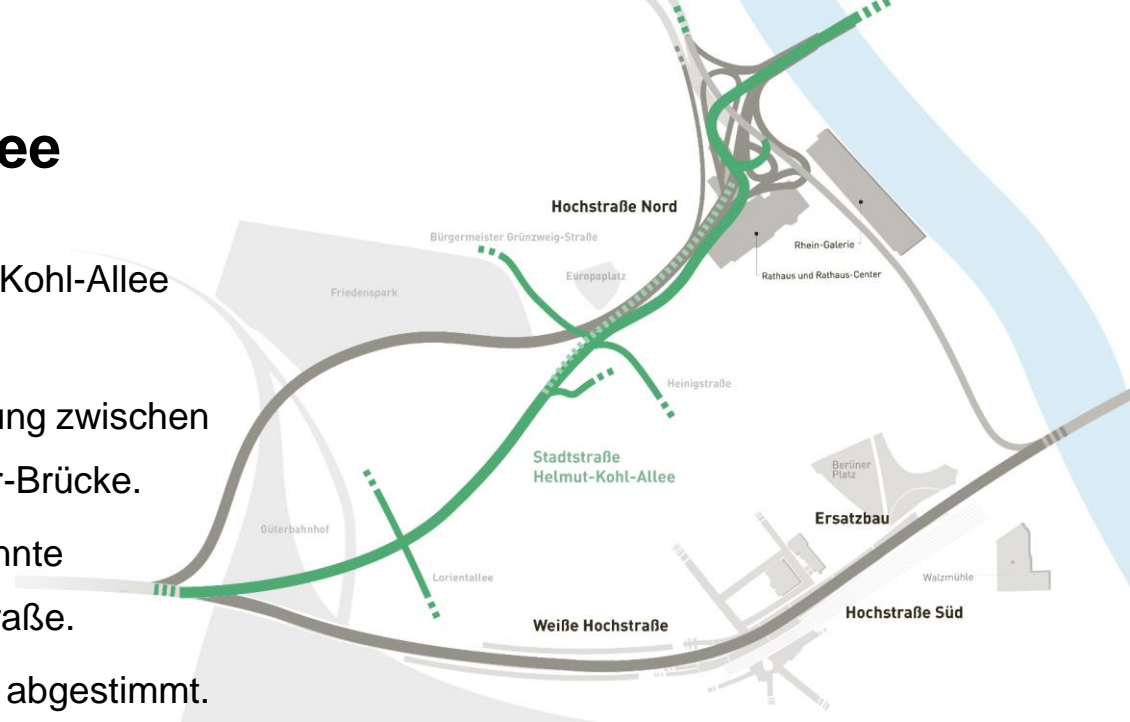 ee
Kohl-Allee
ung zwischen
r-Brücke.
nnte
raße.
abgestimmt.
Hochstraße Nord
Bürgermeister Grünzweig-Straße
Europaplatz
Friedenspark
Rhein-Galerie
Rathaus und Rathaus-Center
Heinigstraße
Stadtstraße
Helmut-Kohl-Allee
Berliner
Platz
Ersatzbau
Güterbahnhof
Lorientallee
Walzmühle
Weiße Hochstraße
Hochstraße Süd